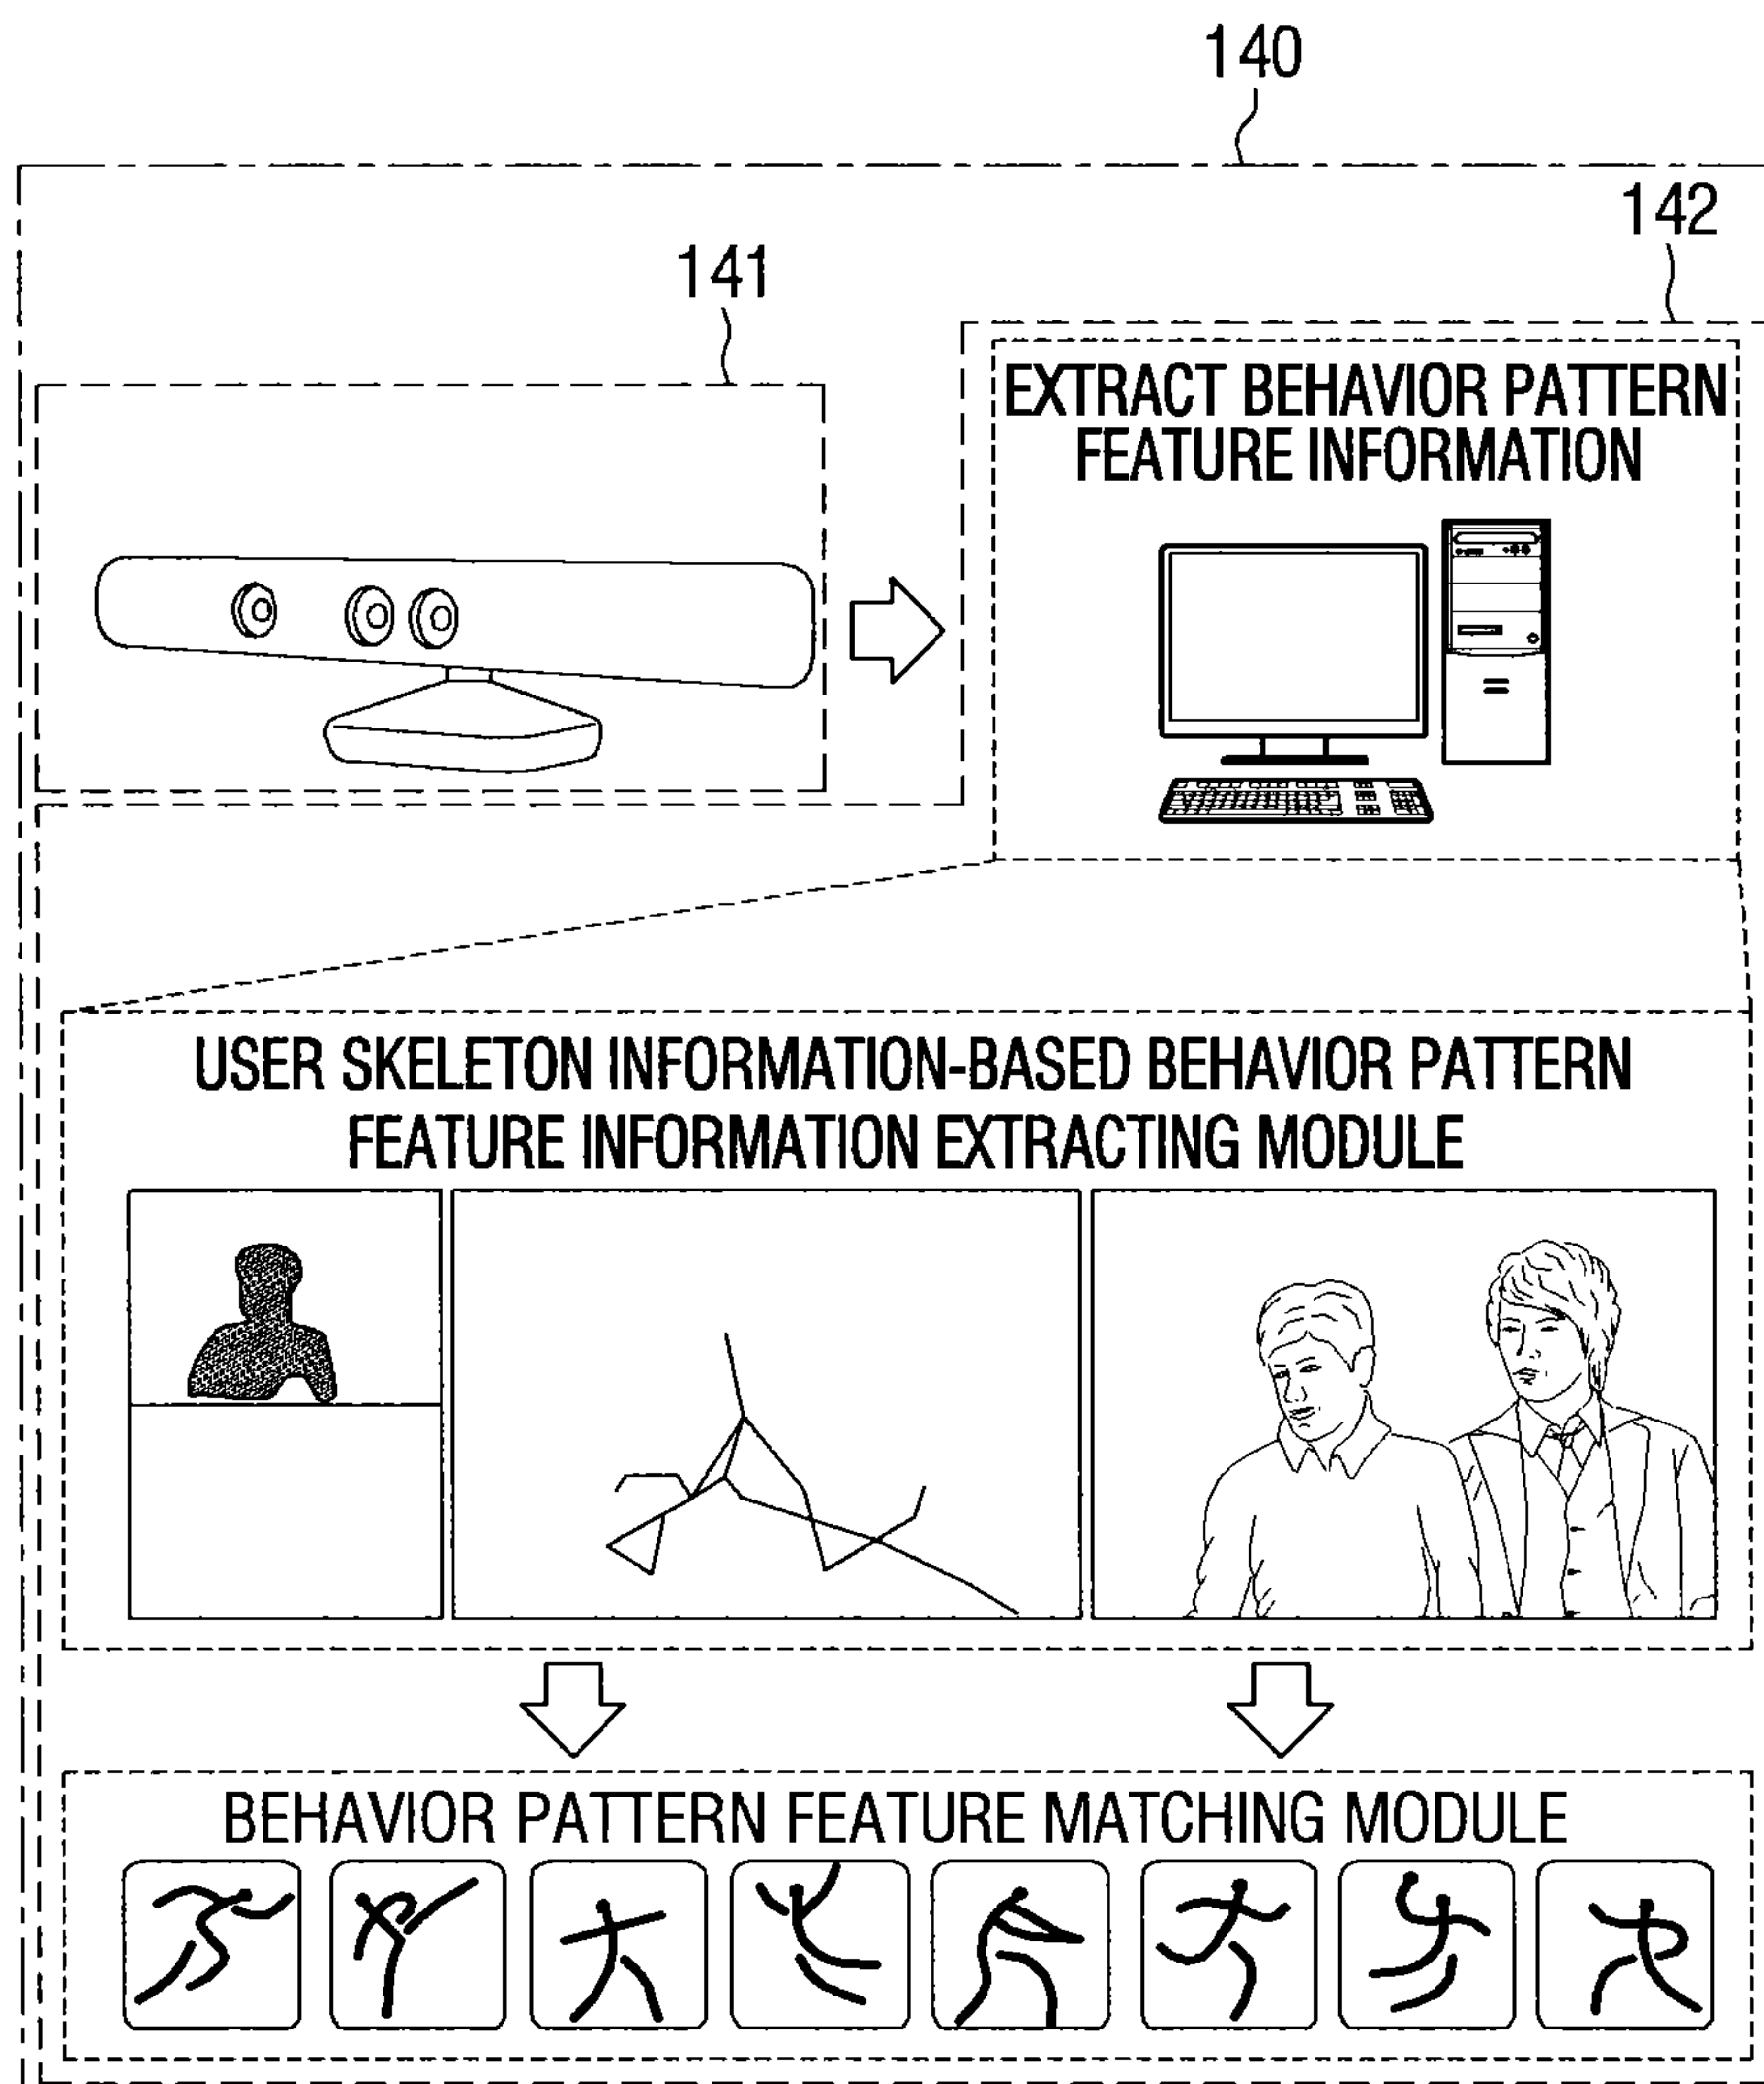 140
142
141
EXTRACT BEHAVIOR PATTERN
FEATURE INFORMATION
USER SKELETON INFORMATION-BASED BEHAVIOR PATTERN
FEATURE INFORMATION EXTRACTING MODULE
BEHAVIOR PATTERN FEATURE MATCHING MODULE